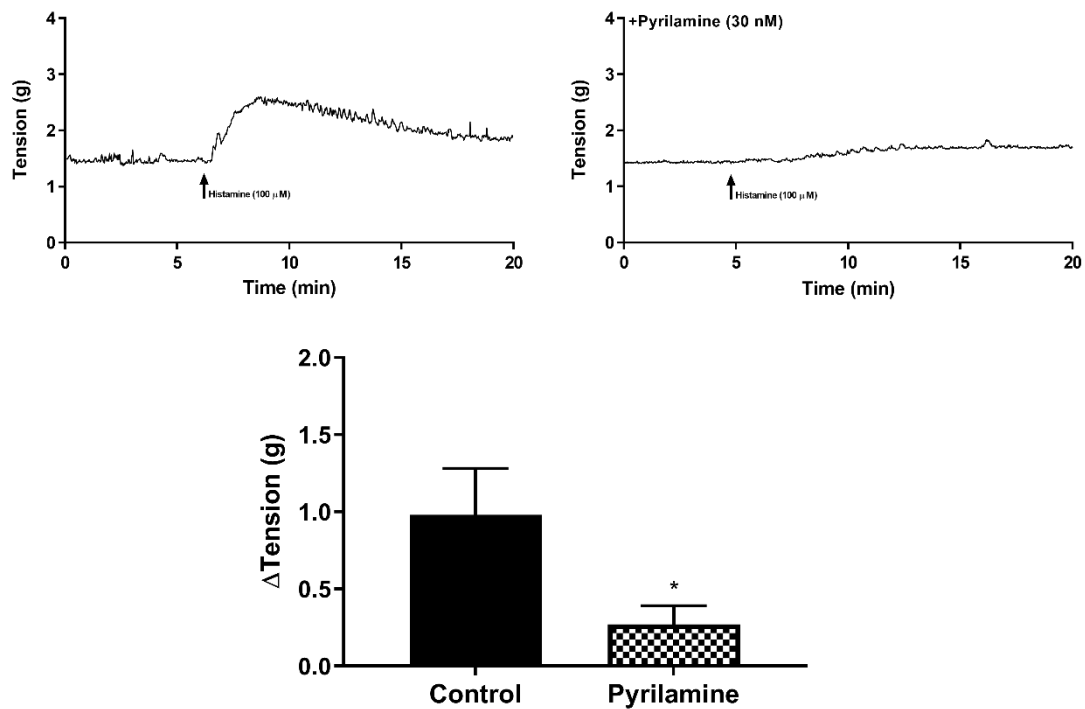 4
3
2
1
0
Tension (g)
Histamine (100 μM)
0 5 10 15 20
Time (min)
+Pyrilamine (30 nM)
4
3
2
1
0
Tension (g)
Histamine (100 μM)
0 5 10 15 20
Time (min)
2.0
1.5
1.0
0.5
0.0
ΔTension (g)
*
Control Pyrilamine